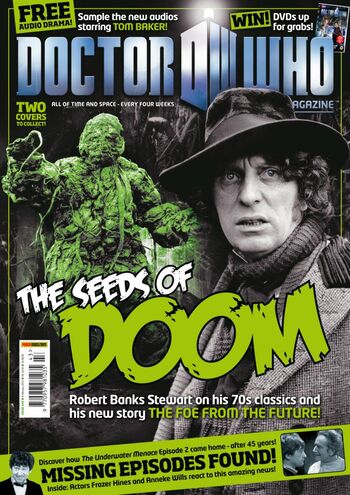 FREE
AUDIO DRAMA!
Sample the new audios
starring TOM BAKER!
WIN!
DVDs up
for grabs!
DOCTOR WHO
MAGAZINE
ALL OF TIME AND SPACE • EVERY FOUR WEEKS
TWO
COVERS
TO COLLECT!
THE SEEDS OF
DOOM
Robert Banks Stewart on his 70s classics and
his new story THE FOE FROM THE FUTURE!
Discover how The Underwater Menace Episode 2 came home - after 45 years!
MISSING EPISODES FOUND!
Inside: Actors Frazer Hines and Anneke Wills react to this amazing news!